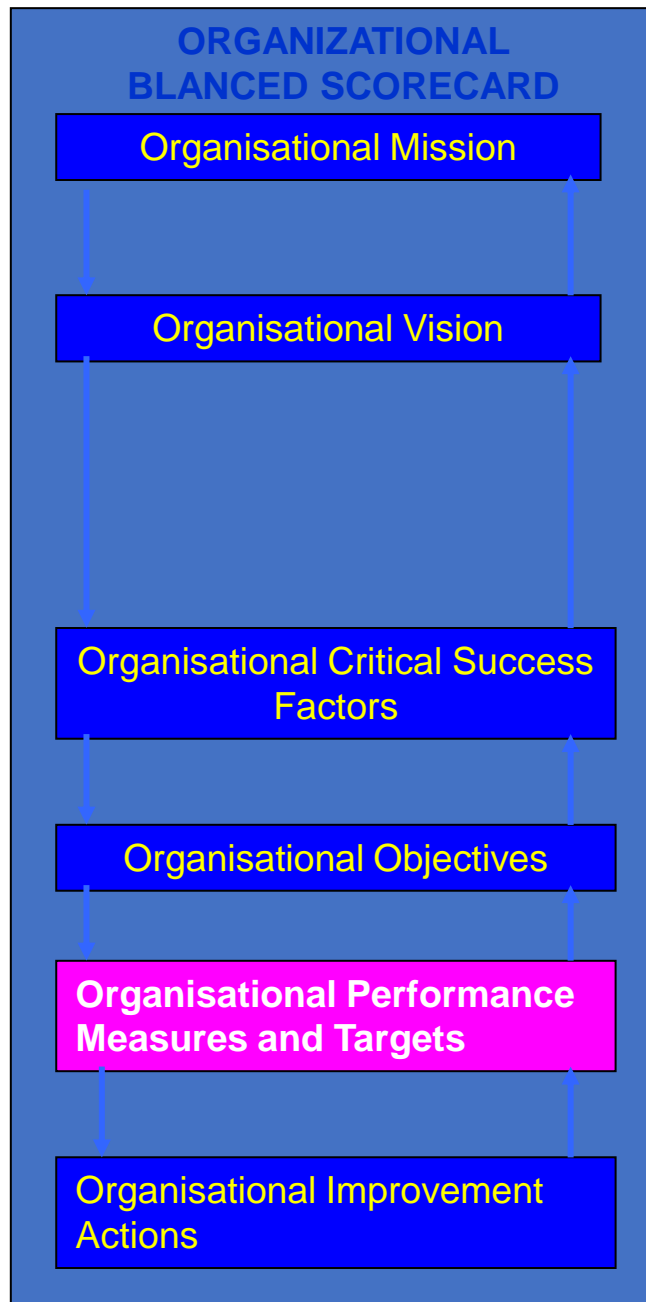 ORGANIZATIONAL
BLANCED SCORECARD
Organisational Mission
Organisational Vision
Organisational Critical Success
Factors
Organisational Objectives
Organisational Performance
Measures and Targets
Organisational Improvement
Actions